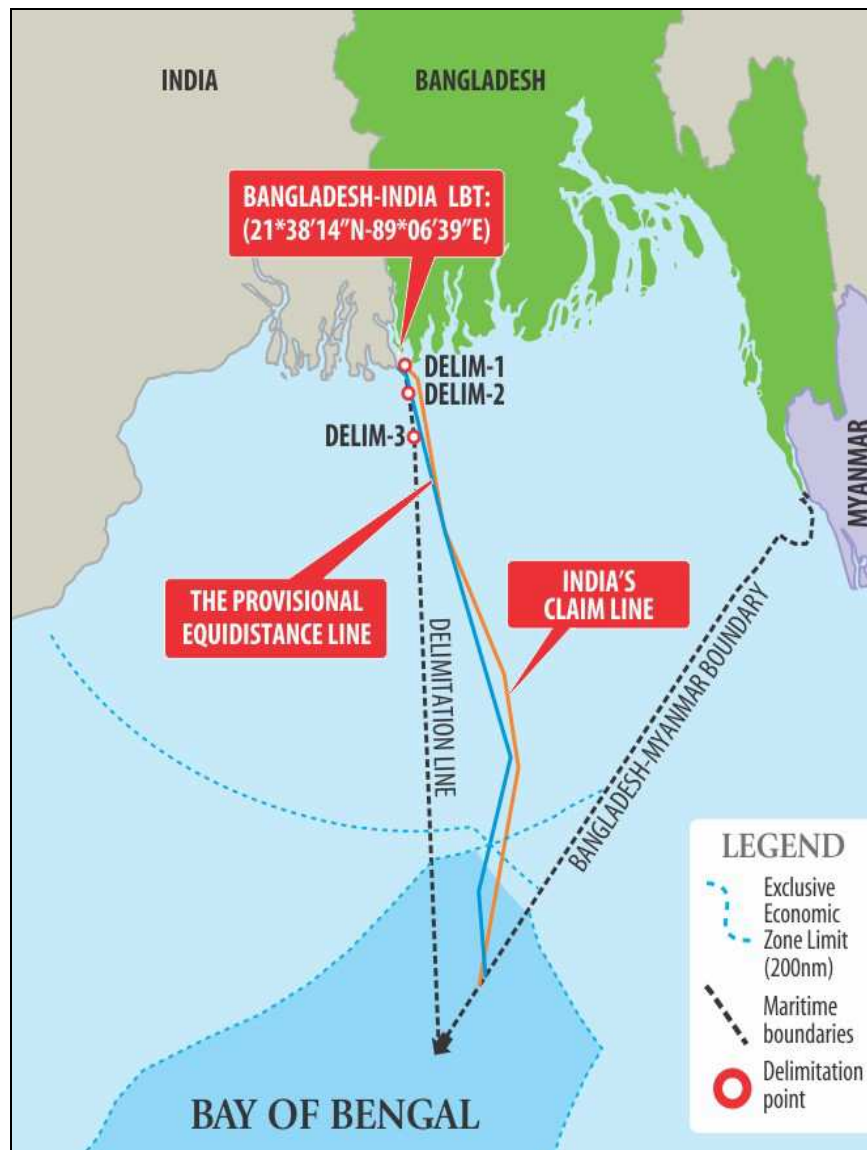 INDIA
BANGLADESH
BANGLADESH-INDIA LBT:
(21*38'14"N-89*06'39"E)
DELIM-1
DELIM-2
DELIM-3
MYANMAR
THE PROVISIONAL
EQUIDISTANCE LINE
INDIA'S
CLAIM LINE
DELIMITATION LINE
BANGLADESH-MYANMAR BOUNDARY
LEGEND
Exclusive
Economic
Zone Limit
(200nm)
Maritime
boundaries
Delimitation
point
BAY OF BENGAL